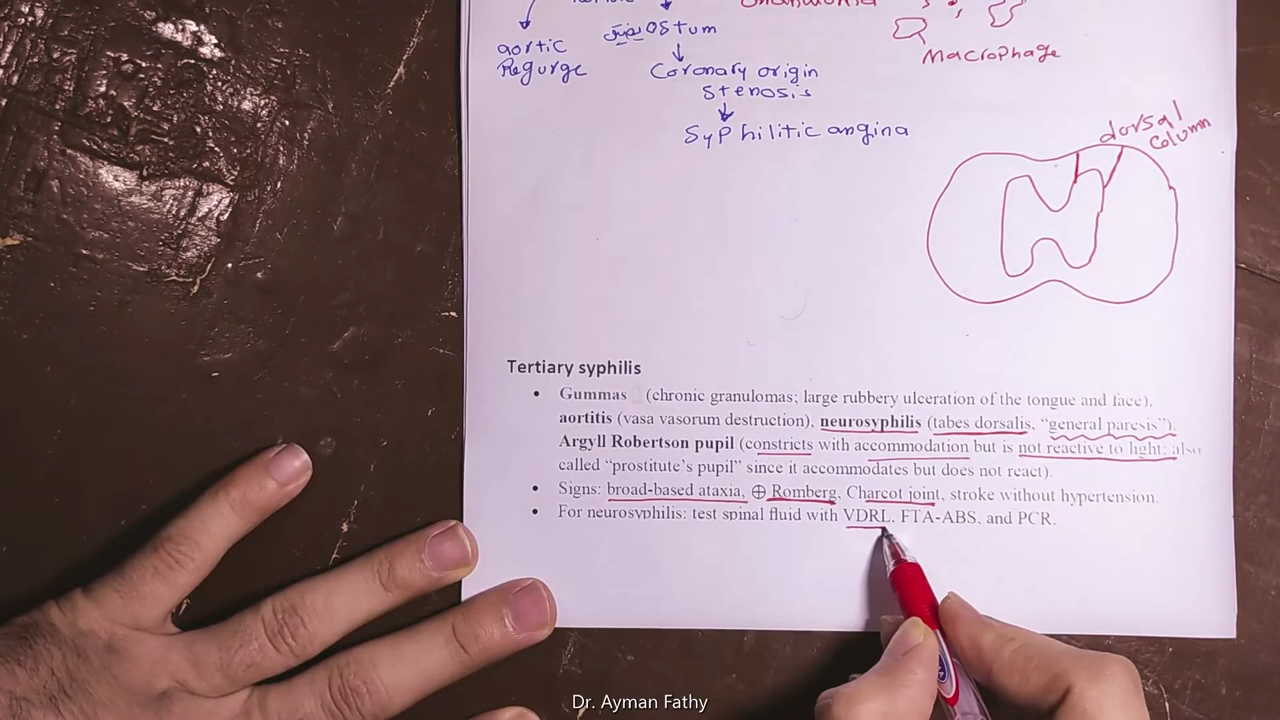 aortic
Regurge
ضيق ostum
Coronary origin
stenosis
Syphilitic angina
Macrophage
dorsal
column
Tertiary syphilis
• Gummas (chronic granulomas; large rubbery ulceration of the tongue and face),
aortitis (vasa vasorum destruction), neurosyphilis (tabes dorsalis, “general paresis”),
Argyll Robertson pupil (constricts with accommodation but is not reactive to light; also
called “prostitute’s pupil” since it accommodates but does not react).
• Signs: broad-based ataxia, ⊕ Romberg, Charcot joint, stroke without hypertension.
• For neurosyphilis: test spinal fluid with VDRL, FTA-ABS, and PCR.
Dr. Ayman Fathy